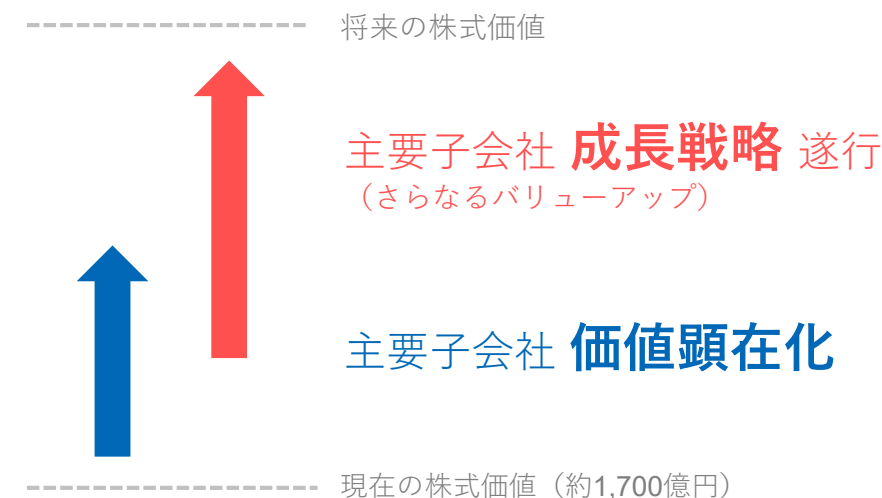 将来の株式価値
主要子会社 成長戦略 遂行
（さらなるバリューアップ）
主要子会社 価値顕在化
現在の株式価値（約1,700億円）